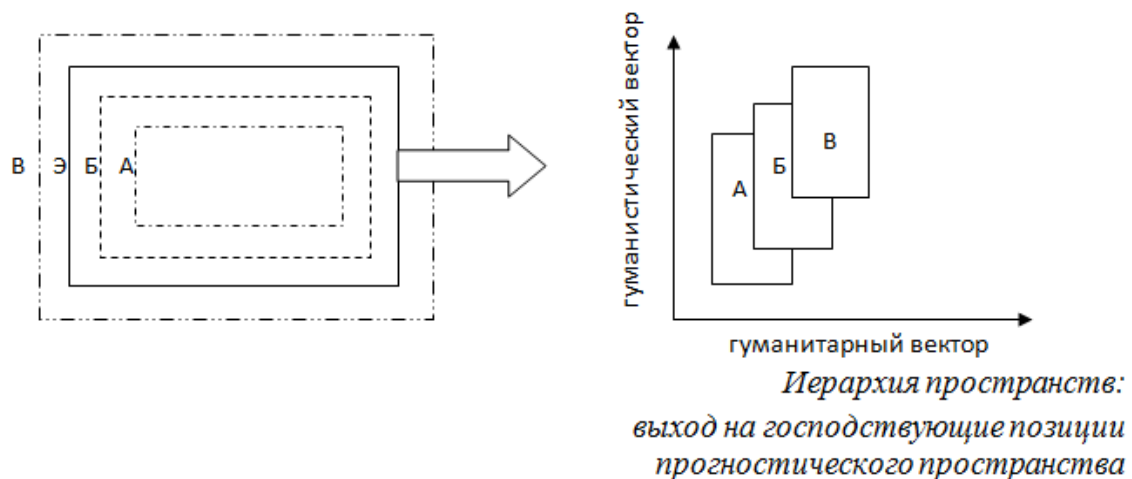 В Э Б А
гуманистический вектор
А
Б
В
гуманитарный вектор
Иерархия пространств:
выход на господствующие позиции
прогностического пространства